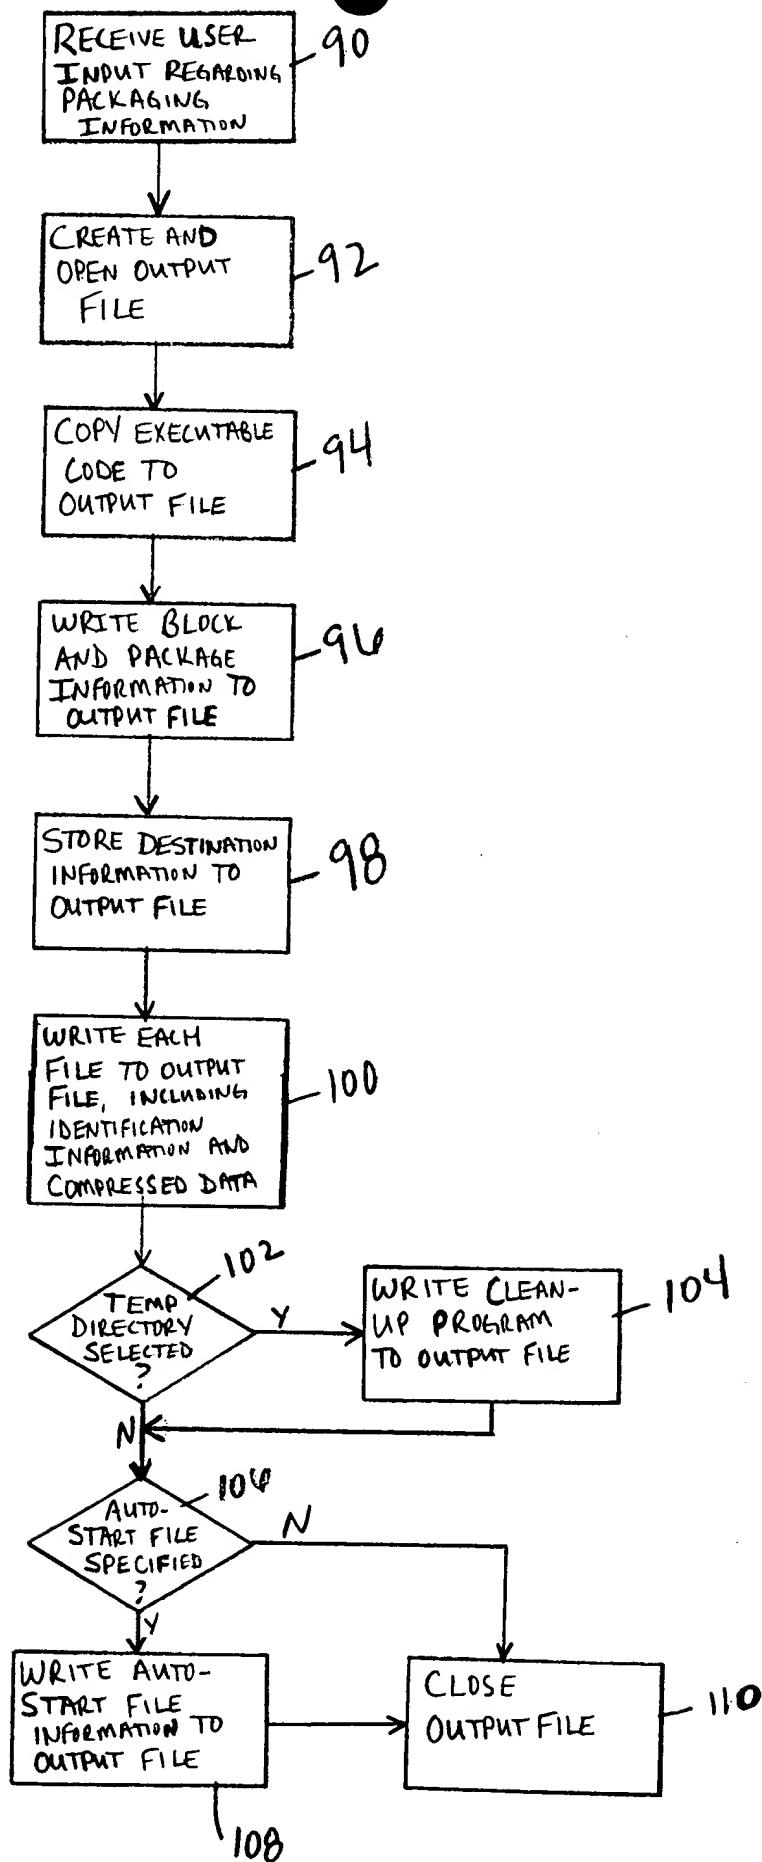 RECEIVE USER
INPUT REGARDING
PACKAGING
INFORMATION
90
CREATE AND
OPEN OUTPUT
FILE
92
COPY EXECUTABLE
CODE TO
OUTPUT FILE
94
WRITE BLOCK
AND PACKAGE
INFORMATION TO
OUTPUT FILE
96
STORE DESTINATION
INFORMATION TO
OUTPUT FILE
98
WRITE EACH
FILE TO OUTPUT
FILE, INCLUDING
IDENTIFICATION
INFORMATION AND
COMPRESSED DATA
100
TEMP
DIRECTORY
SELECTED
?
102
Y
WRITE CLEAN-
UP PROGRAM
TO OUTPUT FILE
104
N
AUTO-
START FILE
SPECIFIED
?
106
N
Y
WRITE AUTO-
START FILE
INFORMATION TO
OUTPUT FILE
108
CLOSE
OUTPUT FILE
110